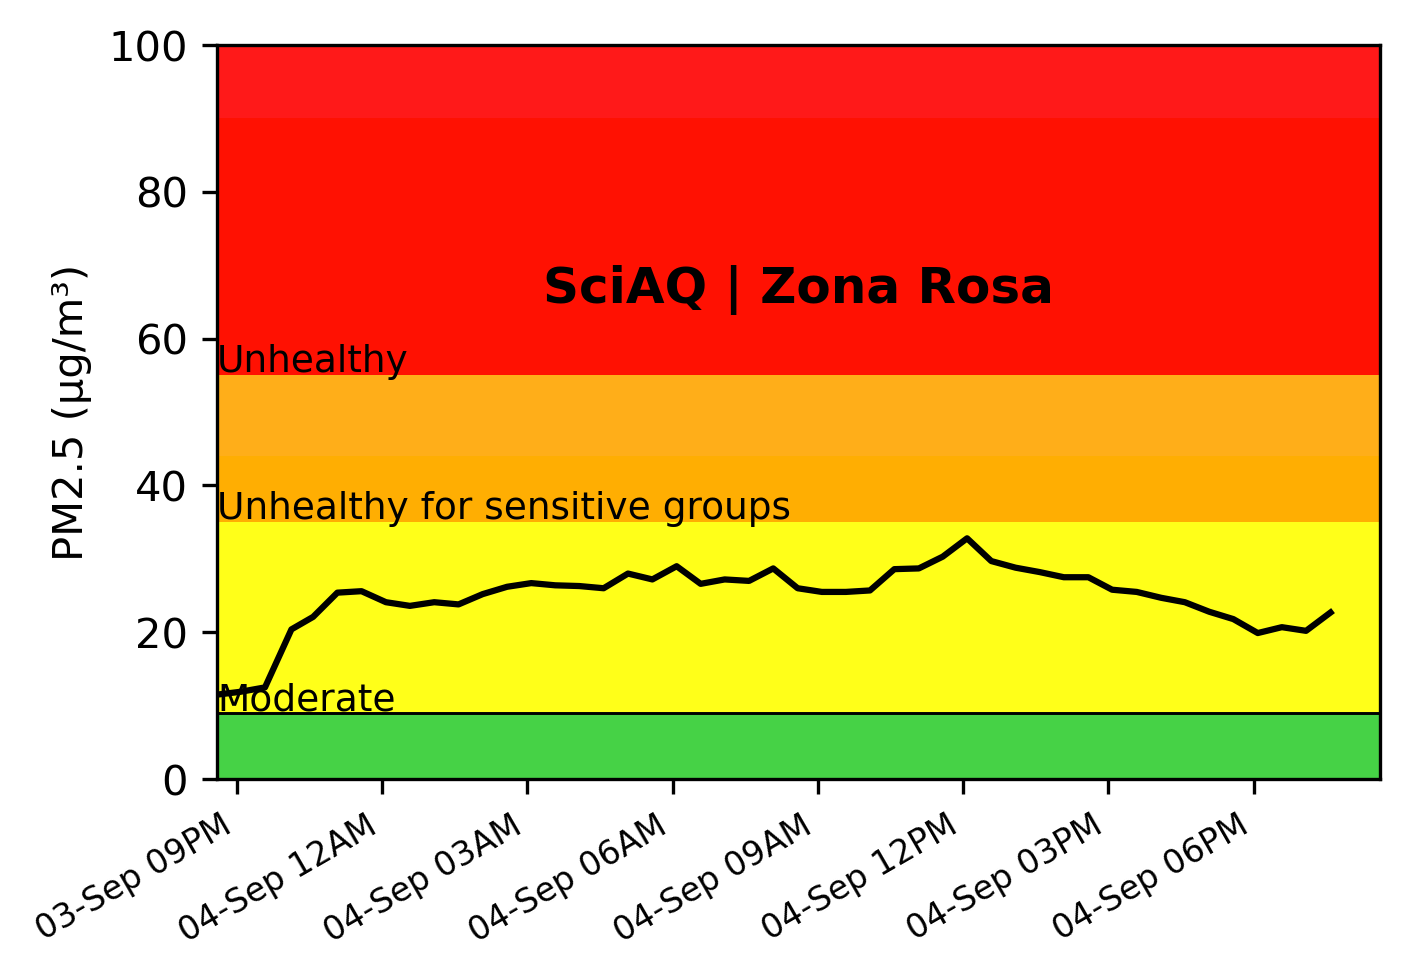 100
80
60
40
20
0
PM2.5 (µg/m³)
SciAQ | Zona Rosa
Unhealthy
Unhealthy for sensitive groups
Moderate
03-Sep 09PM
04-Sep 12AM
04-Sep 03AM
04-Sep 06AM
04-Sep 09AM
04-Sep 12PM
04-Sep 03PM
04-Sep 06PM